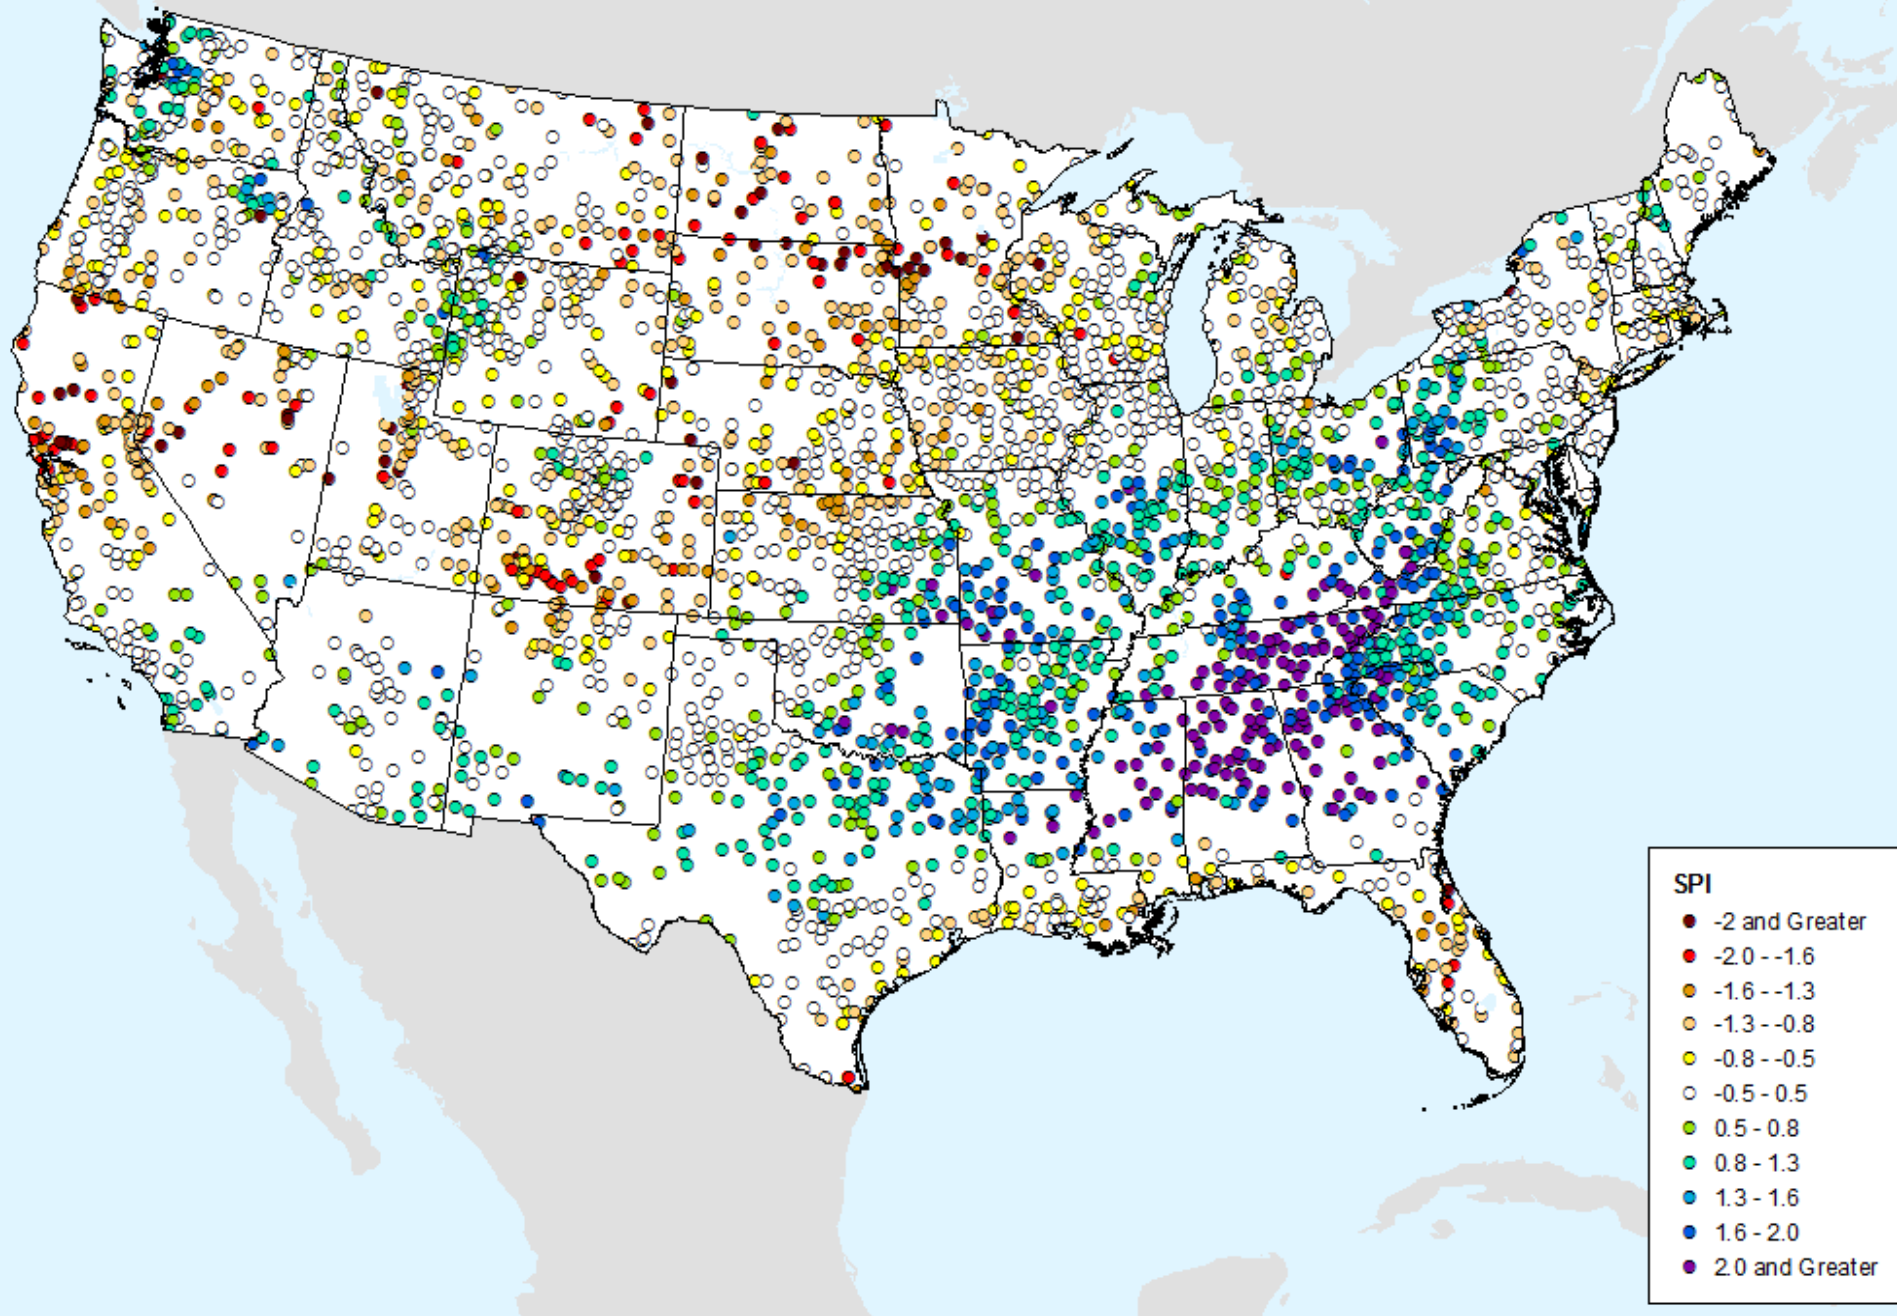 SPI
-2 and Greater
-2.0 - -1.6
-1.6 - -1.3
-1.3 - -0.8
-0.8 - -0.5
-0.5 - 0.5
0.5 - 0.8
0.8 - 1.3
1.3 - 1.6
1.6 - 2.0
2.0 and Greater